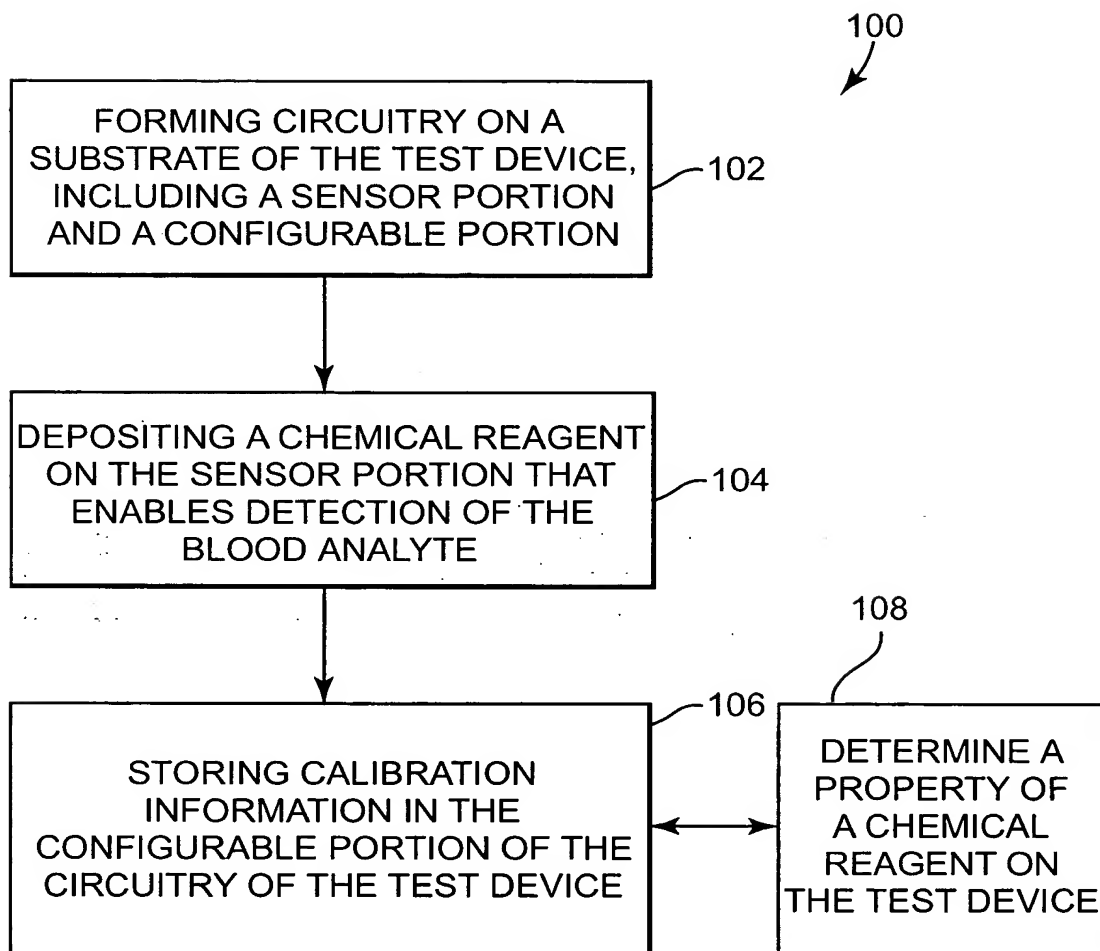 100
FORMING CIRCUITRY ON A
SUBSTRATE OF THE TEST DEVICE,
INCLUDING A SENSOR PORTION
AND A CONFIGURABLE PORTION
102
DEPOSITING A CHEMICAL REAGENT
ON THE SENSOR PORTION THAT
ENABLES DETECTION OF THE
BLOOD ANALYTE
104
STORING CALIBRATION
INFORMATION IN THE
CONFIGURABLE PORTION OF THE
CIRCUITRY OF THE TEST DEVICE
106
108
DETERMINE A
PROPERTY OF
A CHEMICAL
REAGENT ON
THE TEST DEVICE